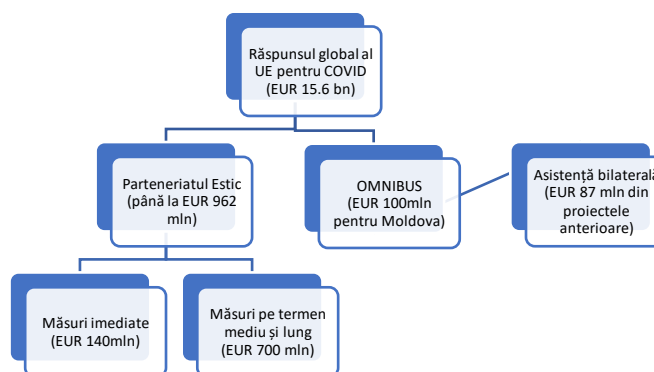 Răspunsul global al
UE pentru COVID
(EUR 15.6 bn)
Parteneriatul Estic
(până la EUR 962
mln)
OMNIBUS
(EUR 100mln
pentru Moldova)
Asistență bilaterală
(EUR 87 mln din
proiectele
anterioare)
Măsuri imediate
(EUR 140mln)
Măsuri pe termen
mediu și lung
(EUR 700 mln)